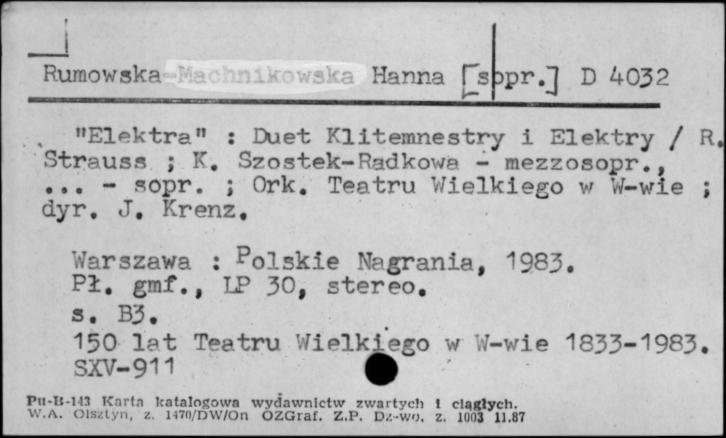 Rumowska-Machnikowska Hanna [sopr.] D 4032
"Elektra" : Duet Klitemnestry i Elektry / R.
Strauss ; K. Szostek-Radkowa - mezzosopr.,
... - sopr. ; Ork. Teatru Wielkiego w W-wie ;
dyr. J. Krenz.
Warszawa : Polskie Nagrania, 1983.
Pł. gmf., LP 30, stereo.
s. B3.
150 lat Teatru Wielkiego w W-wie 1833-1983.
SXV-911
Pu-B-143 Karta katalogowa wydawnictw zwartych i ciągłych.
W.A. Olsztyn, z. 1470/DW/On OZGraf. Z.P. Dz-wo. z. 1003 11.87